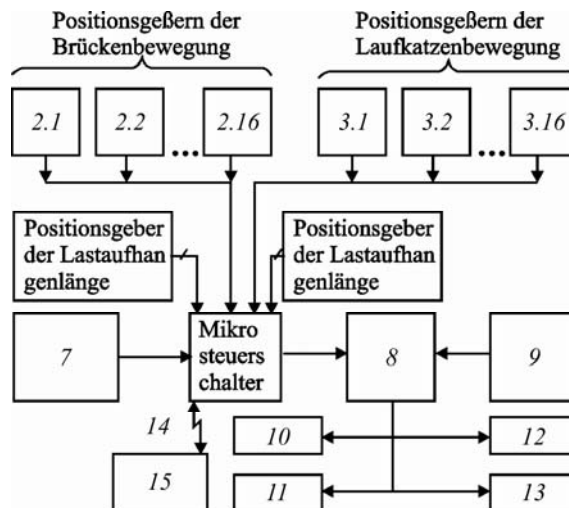 Positionsgeßern der
Brückenbewegung
Positionsgeßern der
Laufkatzenbewegung
2.1
2.2
...
2.16
3.1
3.2
...
3.16
Positionsgeber
der Lastaufhan
genlänge
Positionsgeber
der Lastaufhan
genlänge
7
Mikro
steuers
chalter
8
9
14
10
12
15
11
13